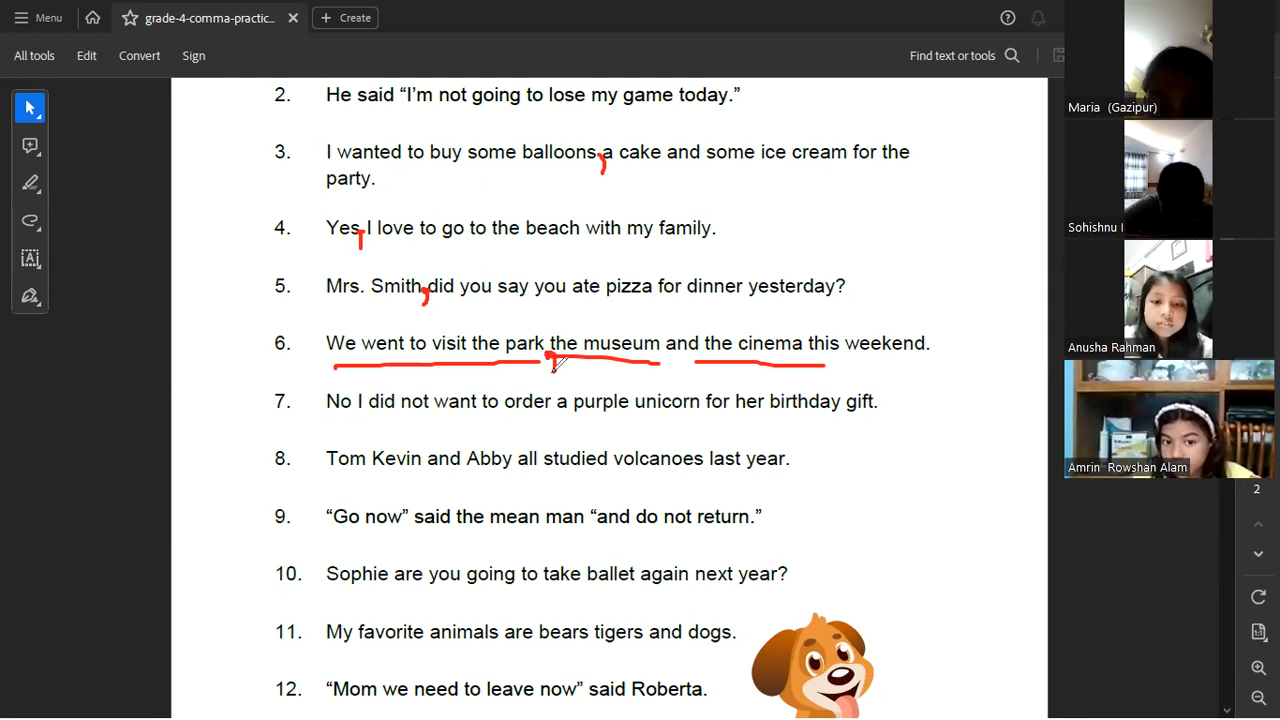 Menu
grade-4-comma-practic...
Create
All tools
Edit
Convert
Sign
Find text or tools
2. He said “I’m not going to lose my game today.”
3. I wanted to buy some balloons , a cake and some ice cream for the
party.
4. Yes , I love to go to the beach with my family.
5. Mrs. Smith , did you say you ate pizza for dinner yesterday?
6. We went to visit the park , the museum and the cinema this weekend.
7. No I did not want to order a purple unicorn for her birthday gift.
8. Tom Kevin and Abby all studied volcanoes last year.
9. “Go now” said the mean man “and do not return.”
10. Sophie are you going to take ballet again next year?
11. My favorite animals are bears tigers and dogs.
12. “Mom we need to leave now” said Roberta.
Maria (Gazipur)
Sohishnu
Anusha Rahman
Amrin Rowshan Alam
2